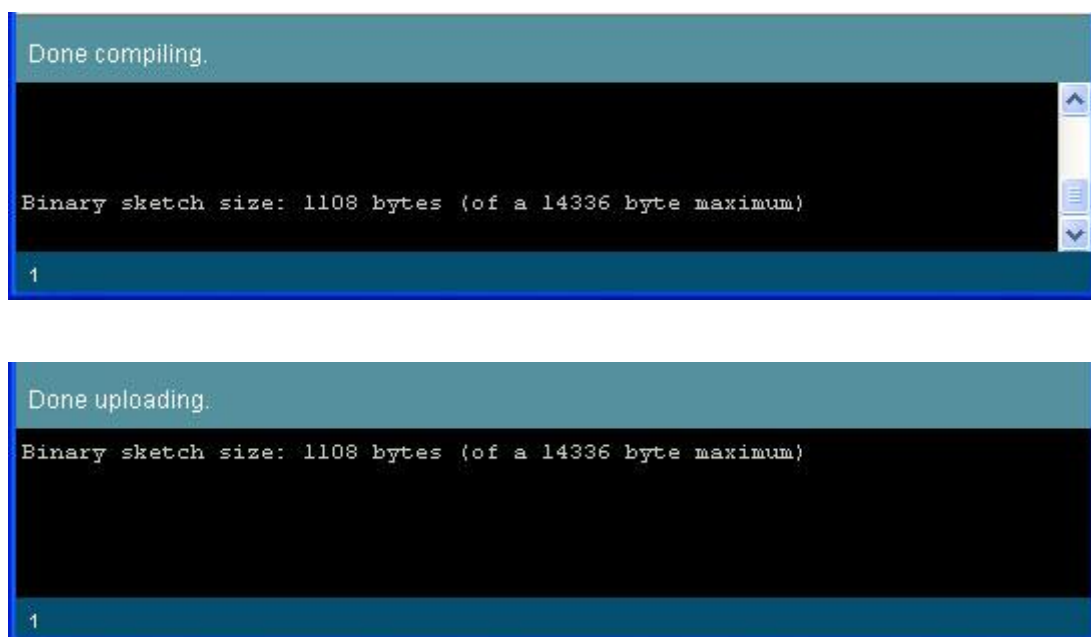 Done compiling.
Binary sketch size: 1108 bytes (of a 14336 byte maximum)
1
Done uploading.
Binary sketch size: 1108 bytes (of a 14336 byte maximum)
1